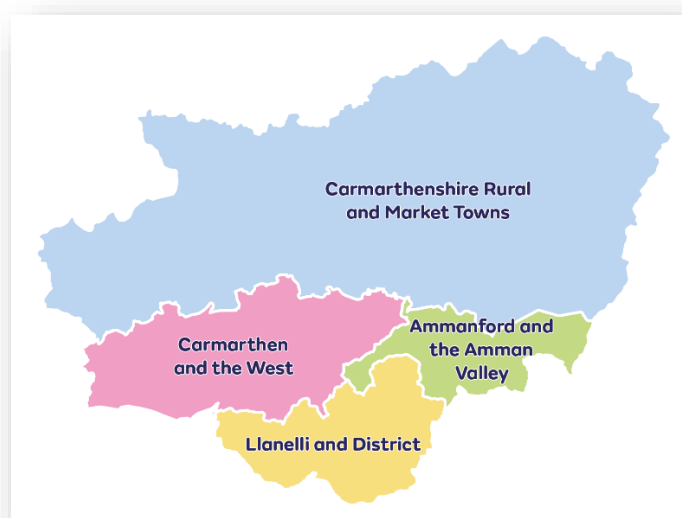 Carmarthenshire Rural
and Market Towns
Carmarthen
and the West
Ammanford and
the Amman
Valley
Llanelli and District